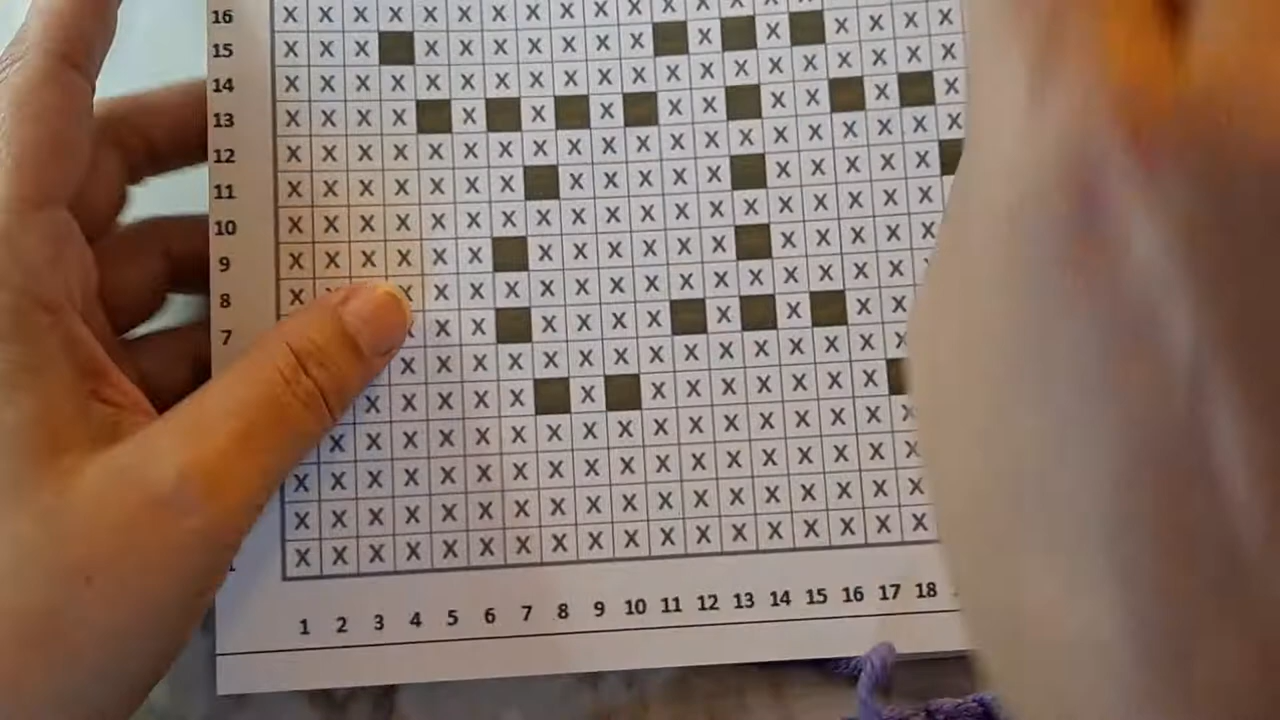 16 X X X X X X X X X X X X X X X
15 X X X X X X X X X X X X X X X X
14 X X X X X X X X X X X X X X X X X X X X
13 X X X X X X X X X X X X X
12 X X X X X X X X X X X X X X X X X X X X
11 X X X X X X X X X X X X X X X X X
10 X X X X X X X X X X X X X X X X X X X
9 X X X X X X X X X X X X X X X X X
8 X X X X X X X X X X X X X X X X
7 X X X X X X X X X X X
X X X X X X X X X X X X X X X
X X X X X X X X X X X X X
X X X X X X X X X X X X X X X X X
X X X X X X X X X X X X X X X X X X
X X X X X X X X X X X X X X X X X X
X X X X X X X X X X X X X X X X X X
1 2 3 4 5 6 7 8 9 10 11 12 13 14 15 16 17 18